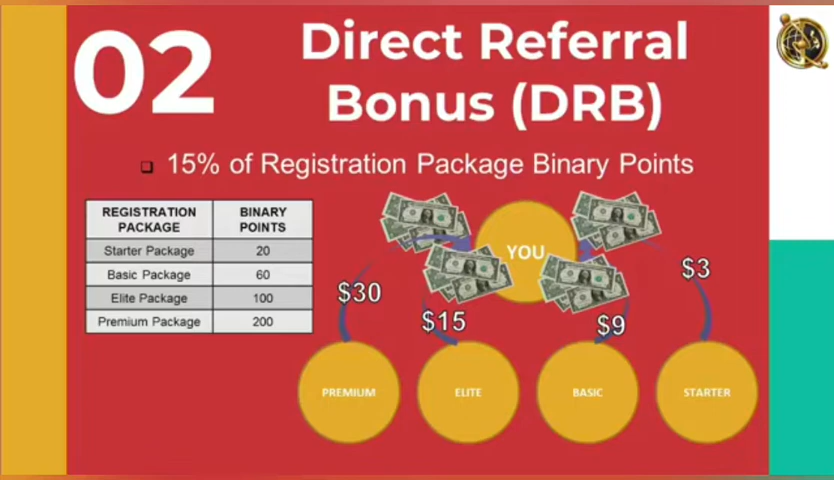 02
Direct Referral
Bonus (DRB)
15% of Registration Package Binary Points
REGISTRATION PACKAGE BINARY POINTS
Starter Package 20
Basic Package 60
Elite Package 100
Premium Package 200
YOU
$30
$15
$9
$3
PREMIUM
ELITE
BASIC
STARTER